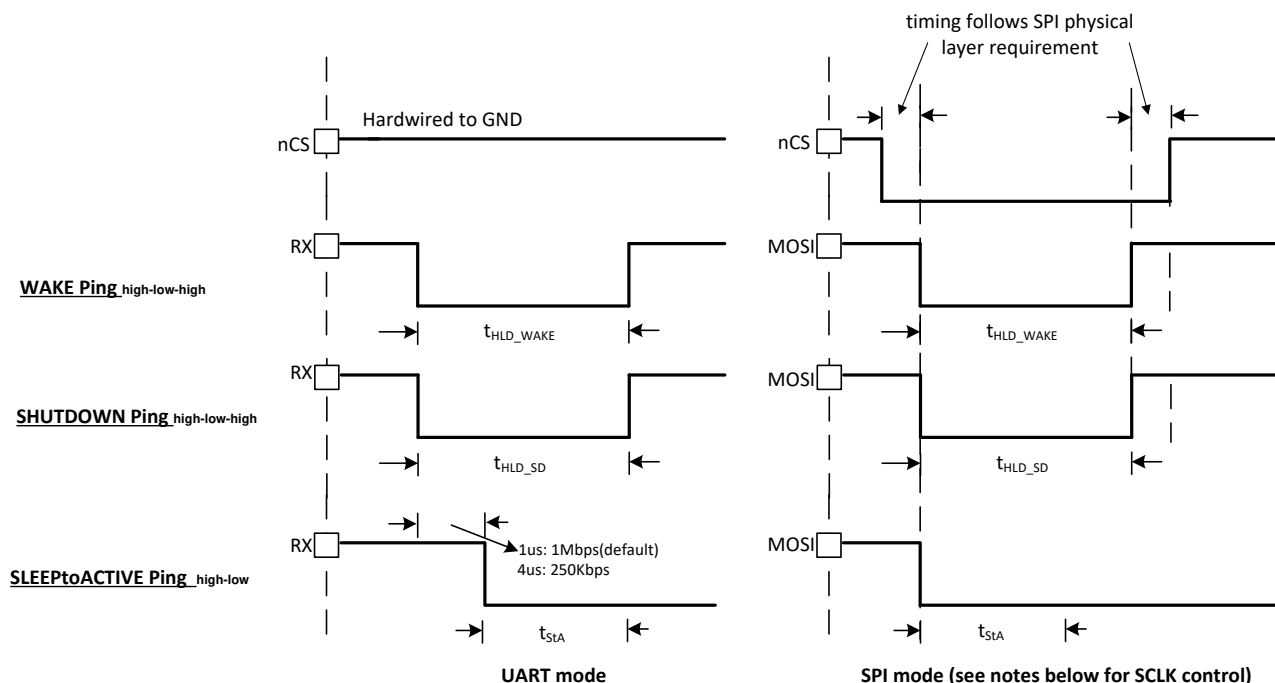 timing follows SPI physical
layer requirement
Hardwired to GND
nCS
nCS
RX
MOSI
WAKE Ping high-low-high
tHLD_WAKE
tHLD_WAKE
RX
MOSI
SHUTDOWN Ping high-low-high
tHLD_SD
tHLD_SD
RX
MOSI
1us: 1Mbps(default)
4us: 250Kbps
SLEEPtoACTIVE Ping high-low
tStA
tStA
UART mode
SPI mode (see notes below for SCLK control)